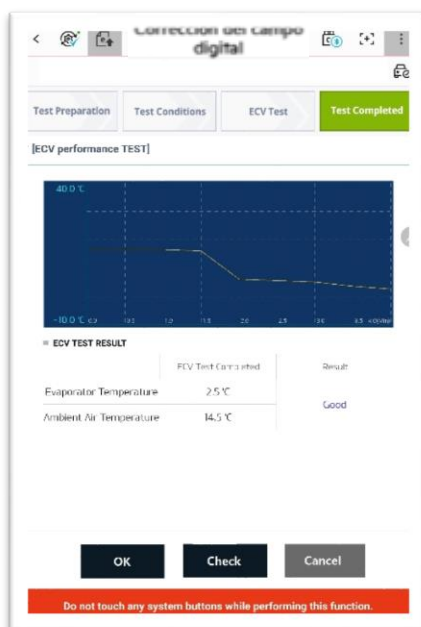 Corrección del campo
digital
Test Preparation
Test Conditions
ECV Test
Test Completed
[ECV performance TEST]
40.0 ℃
-10.0 ℃
ECV TEST RESULT
ECV Test Completed
Result
Evaporator Temperature
2.5 ℃
Good
Ambient Air Temperature
14.5 ℃
OK
Check
Cancel
Do not touch any system buttons while performing this function.